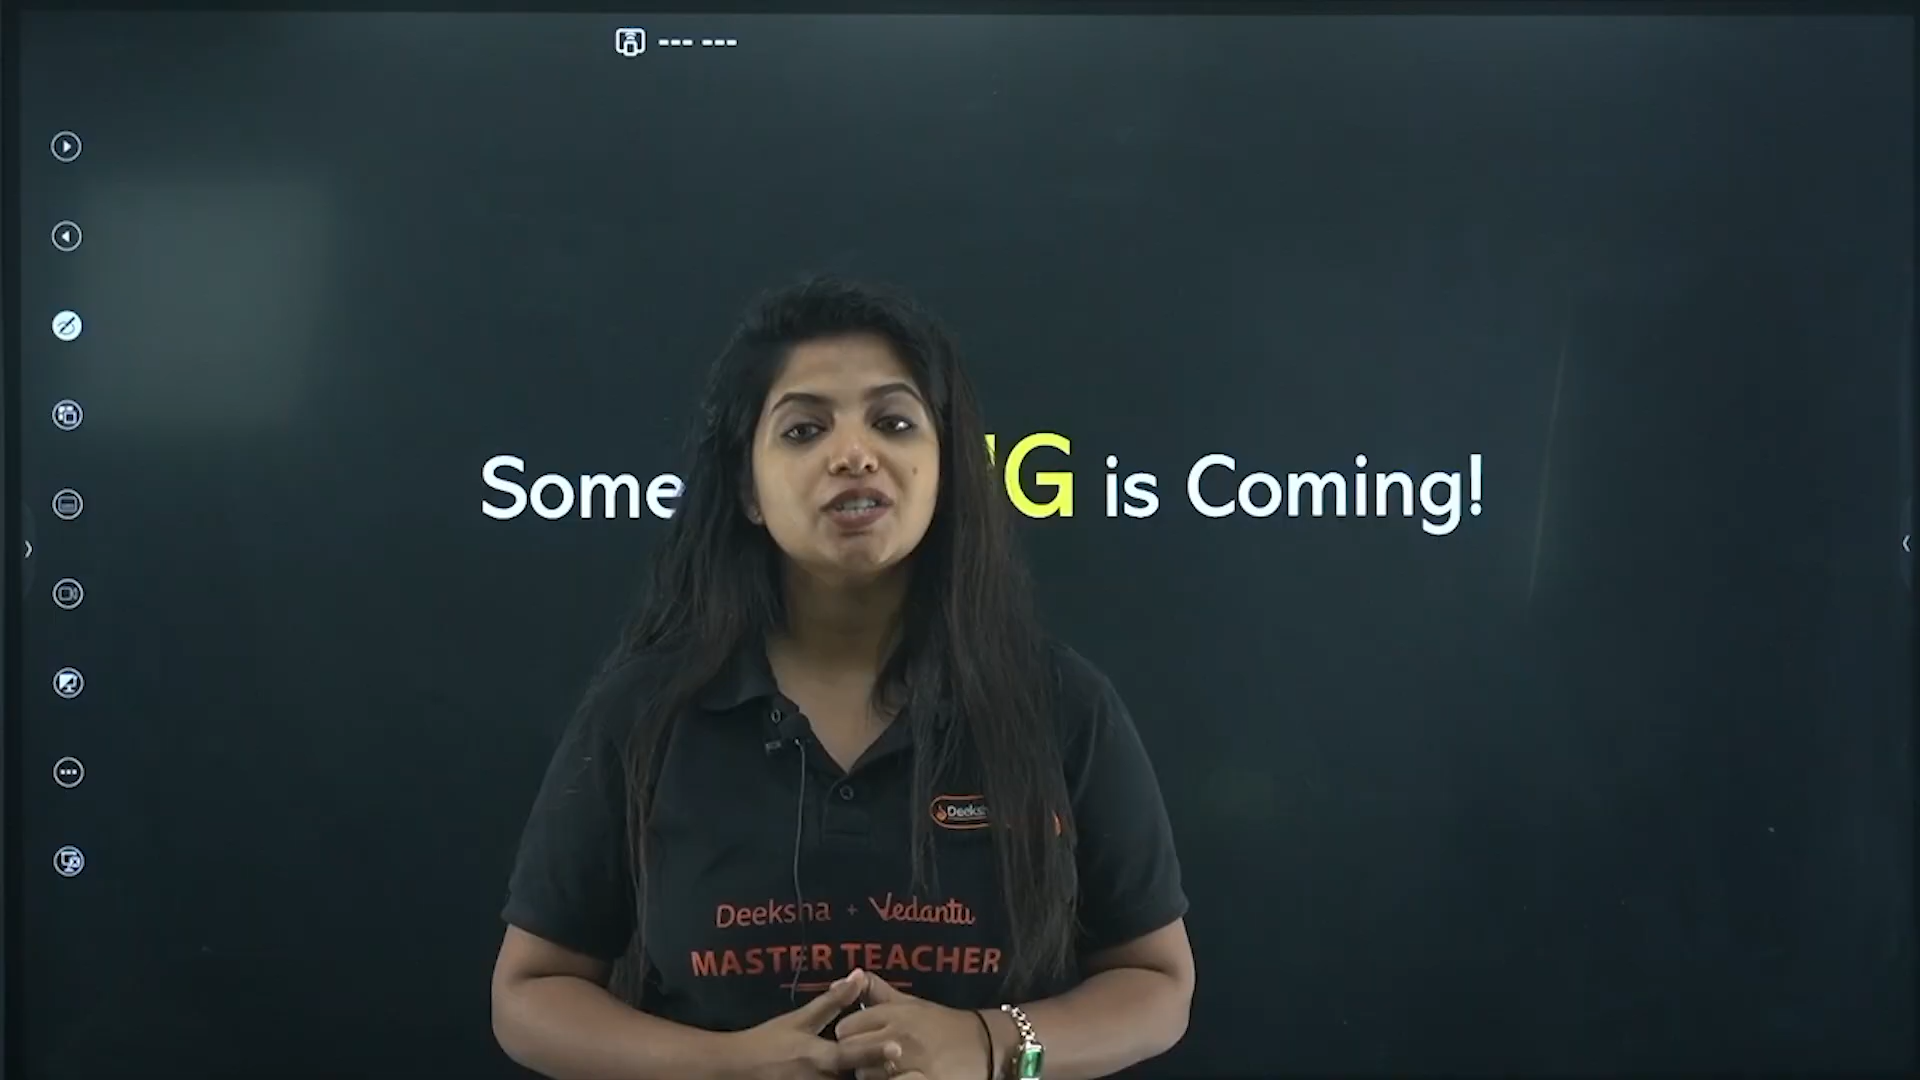 --- ---
Some G is Coming!
Deeksha + Vedantu
MASTER TEACHER